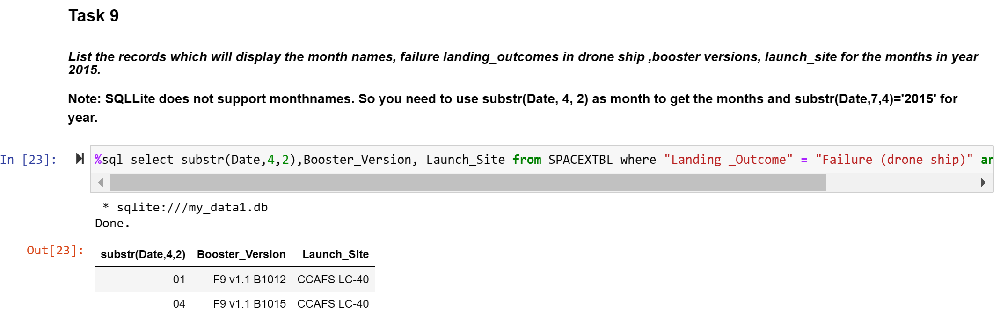 Task 9
List the records which will display the month names, failure landing_outcomes in drone ship ,booster versions, launch_site for the months in year
2015.
Note: SQLLite does not support monthnames. So you need to use substr(Date, 4, 2) as month to get the months and substr(Date,7,4)='2015' for
year.
In [23]: %sql select substr(Date,4,2),Booster_Version, Launch_Site from SPACEXTBL where "Landing _Outcome" = "Failure (drone ship)" an
* sqlite:///my_data1.db
Done.
Out[23]:
substr(Date,4,2) Booster_Version Launch_Site
01 F9 v1.1 B1012 CCAFS LC-40
04 F9 v1.1 B1015 CCAFS LC-40